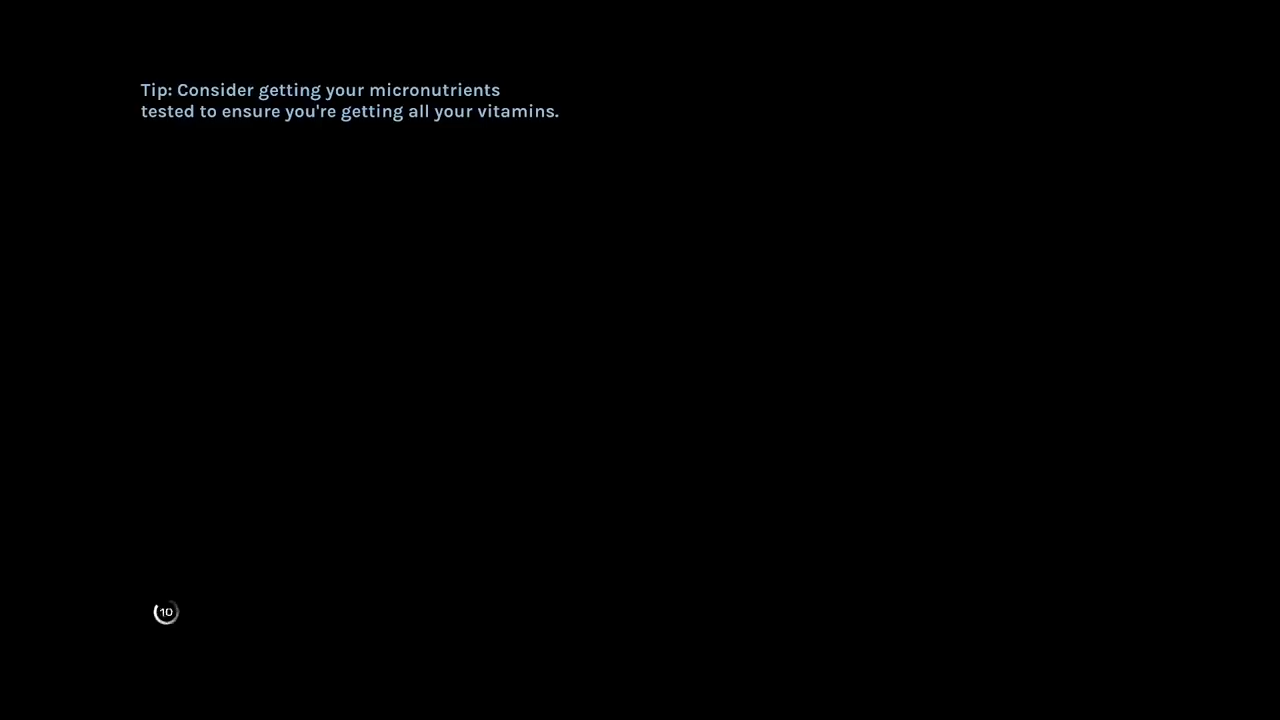 Tip: Consider getting your micronutrients
tested to ensure you're getting all your vitamins.
10